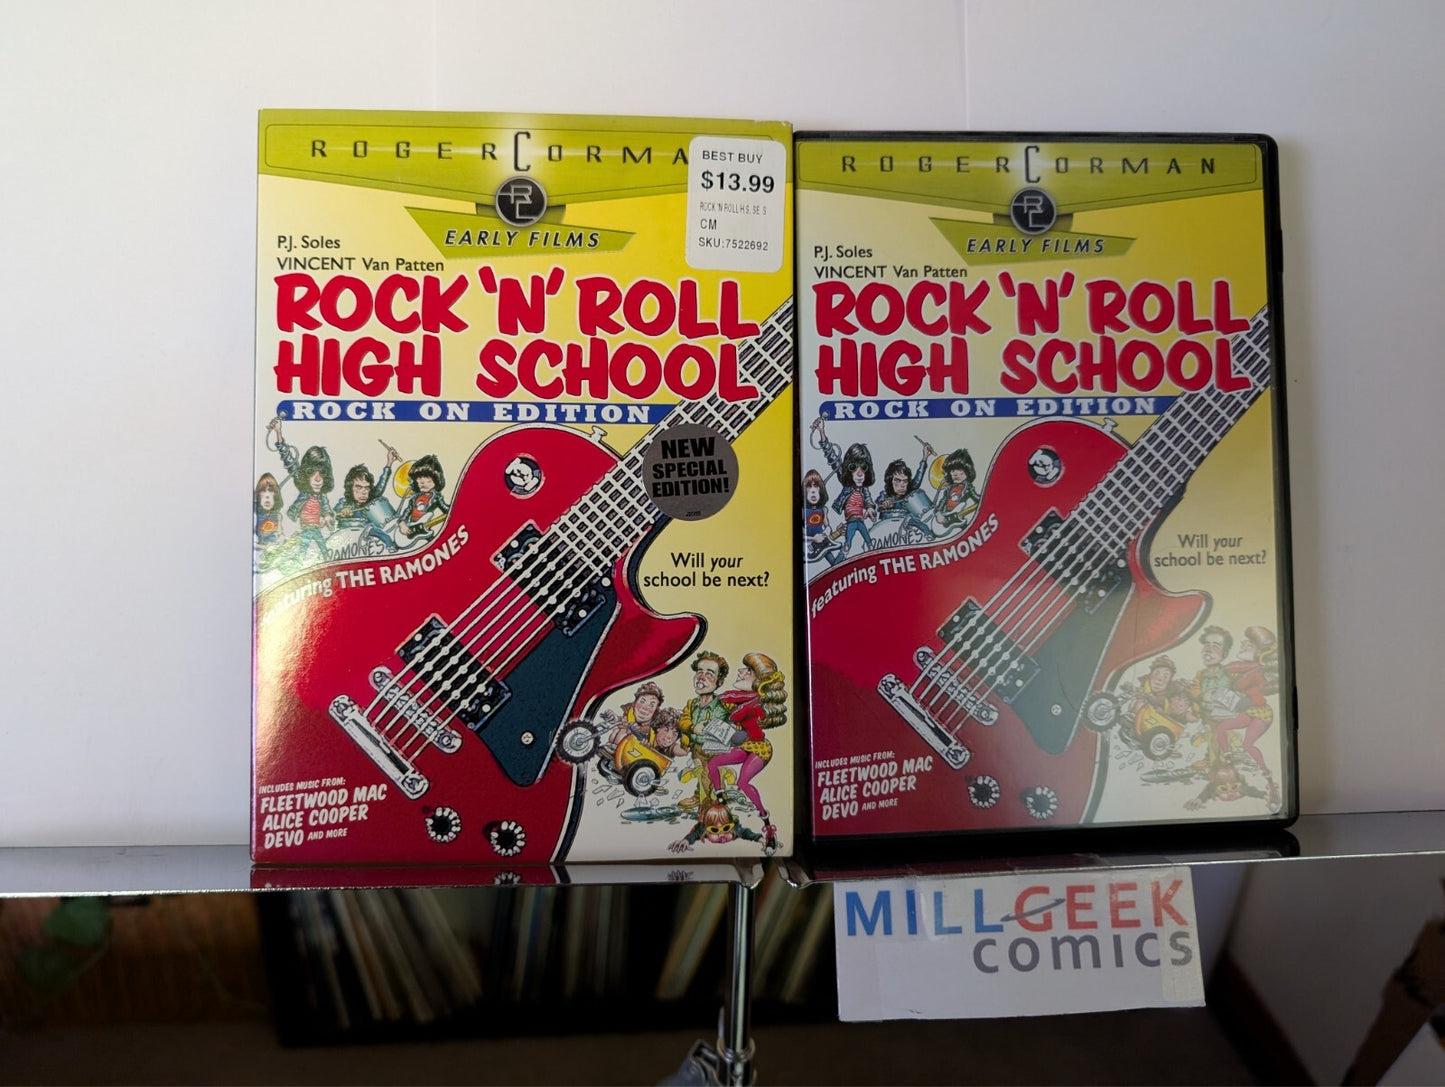 ROGER CORMAN
RC
EARLY FILMS
BEST BUY
$13.99
ROCK 'N ROLL H.S. SE S
CM
SKU:7522692
P.J. Soles
VINCENT Van Patten
ROCK 'N' ROLL
HIGH SCHOOL
ROCK ON EDITION
NEW
SPECIAL
EDITION!
RAMONES
featuring THE RAMONES
Will your
school be next?
INCLUDES MUSIC FROM:
FLEETWOOD MAC
ALICE COOPER
DEVO AND MORE
ROGER CORMAN
RC
EARLY FILMS
P.J. Soles
VINCENT Van Patten
ROCK 'N' ROLL
HIGH SCHOOL
ROCK ON EDITION
RAMONES
featuring THE RAMONES
Will your
school be next?
INCLUDES MUSIC FROM:
FLEETWOOD MAC
ALICE COOPER
DEVO AND MORE
MILLGEEK
comics